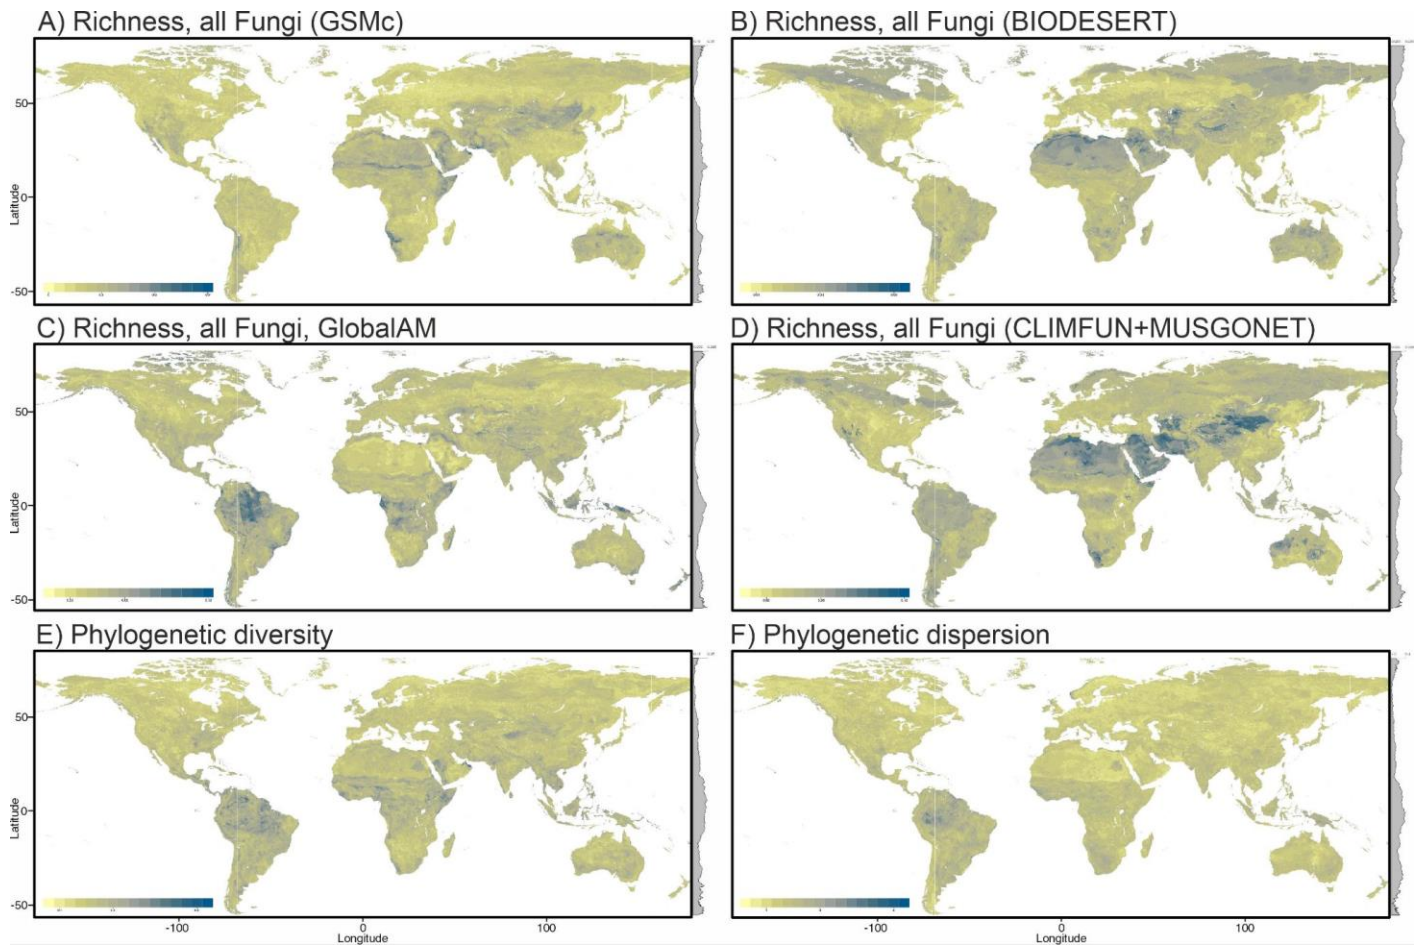 A) Richness, all Fungi (GSMc)
B) Richness, all Fungi (BIODESERT)
50
0
-50
Latitude
C) Richness, all Fungi, GlobalAM
D) Richness, all Fungi (CLIMFUN+MUSGONET)
50
0
-50
Latitude
E) Phylogenetic diversity
F) Phylogenetic dispersion
50
0
-50
Latitude
-100
0
100
-100
0
100
Longitude
Longitude